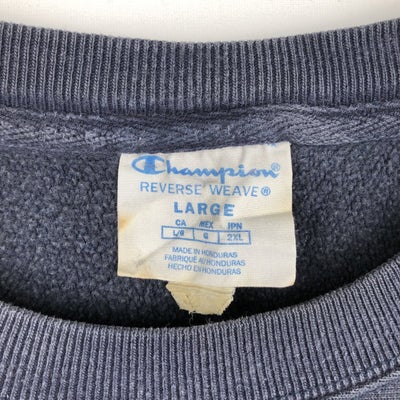 Champion®
REVERSE WEAVE®
LARGE
CA MEX JPN
L/G G 2XL
MADE IN HONDURAS
FABRIQUÉ AU HONDURAS
HECHO EN HONDURAS